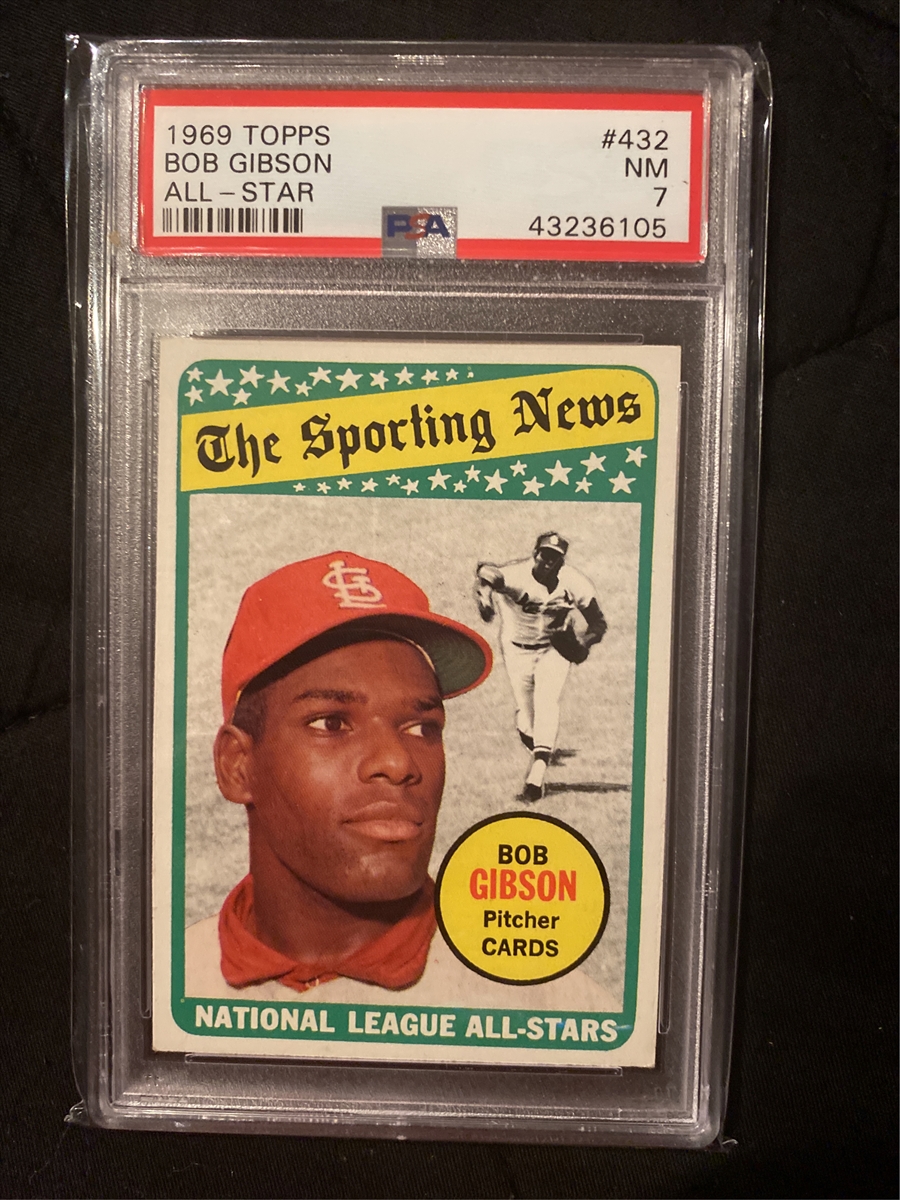 1969 TOPPS
#432
BOB GIBSON
NM
ALL-STAR
7
PSA
43236105
The Sporting News
StL
BOB
GIBSON
Pitcher
CARDS
NATIONAL LEAGUE ALL-STARS